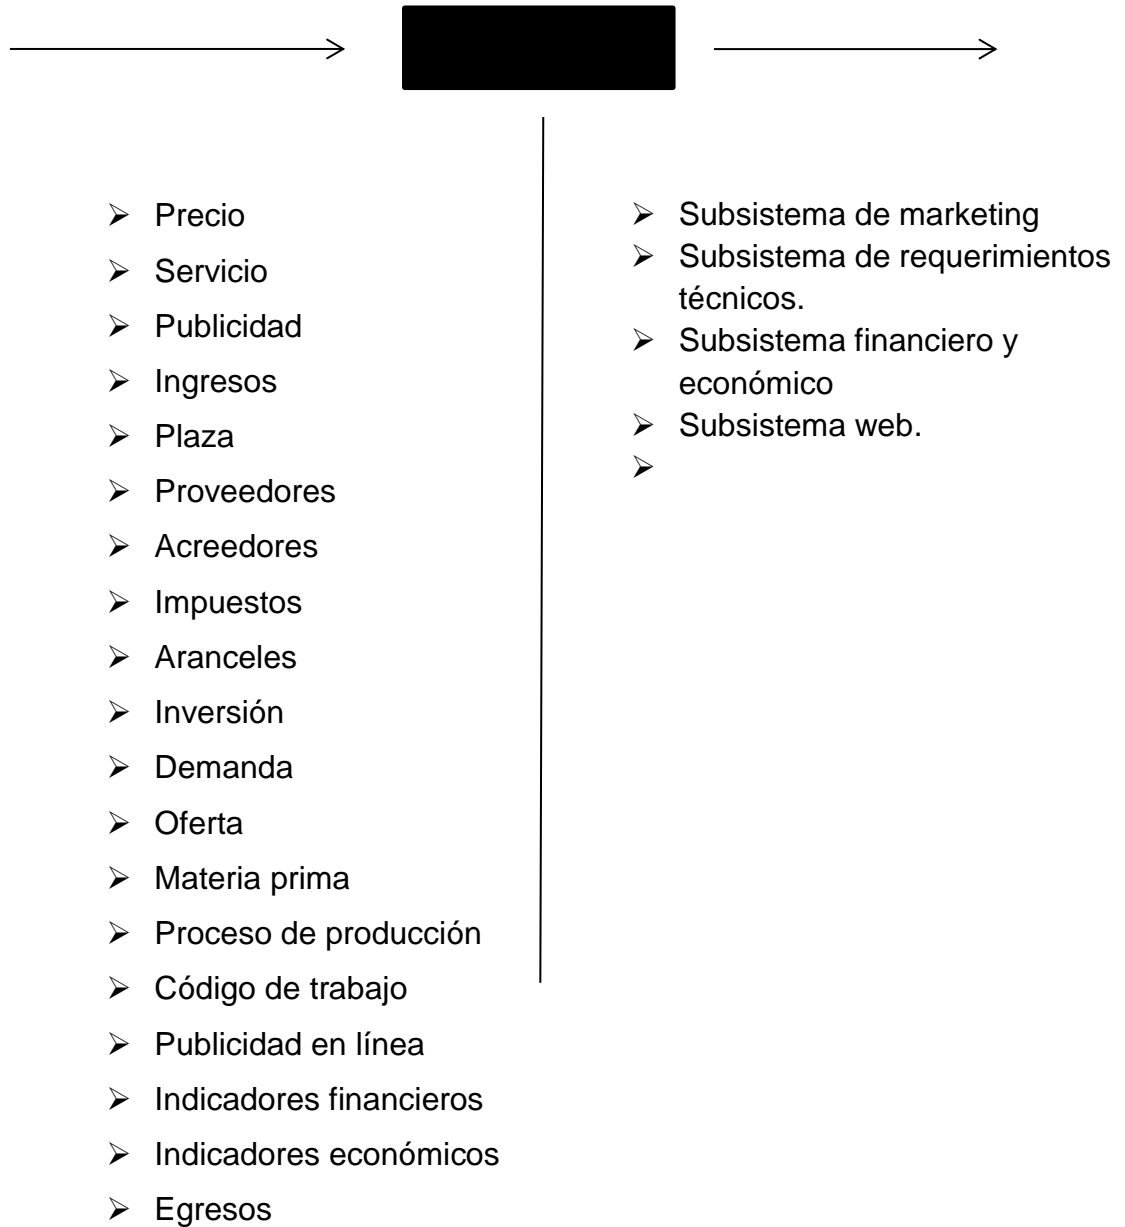 ➢ Precio
➢ Servicio
➢ Publicidad
➢ Ingresos
➢ Plaza
➢ Proveedores
➢ Acreedores
➢ Impuestos
➢ Aranceles
➢ Inversión
➢ Demanda
➢ Oferta
➢ Materia prima
➢ Proceso de producción
➢ Código de trabajo
➢ Publicidad en línea
➢ Indicadores financieros
➢ Indicadores económicos
➢ Egresos
➢ Subsistema de marketing
➢ Subsistema de requerimientos
técnicos.
➢ Subsistema financiero y
económico
➢ Subsistema web.
➢